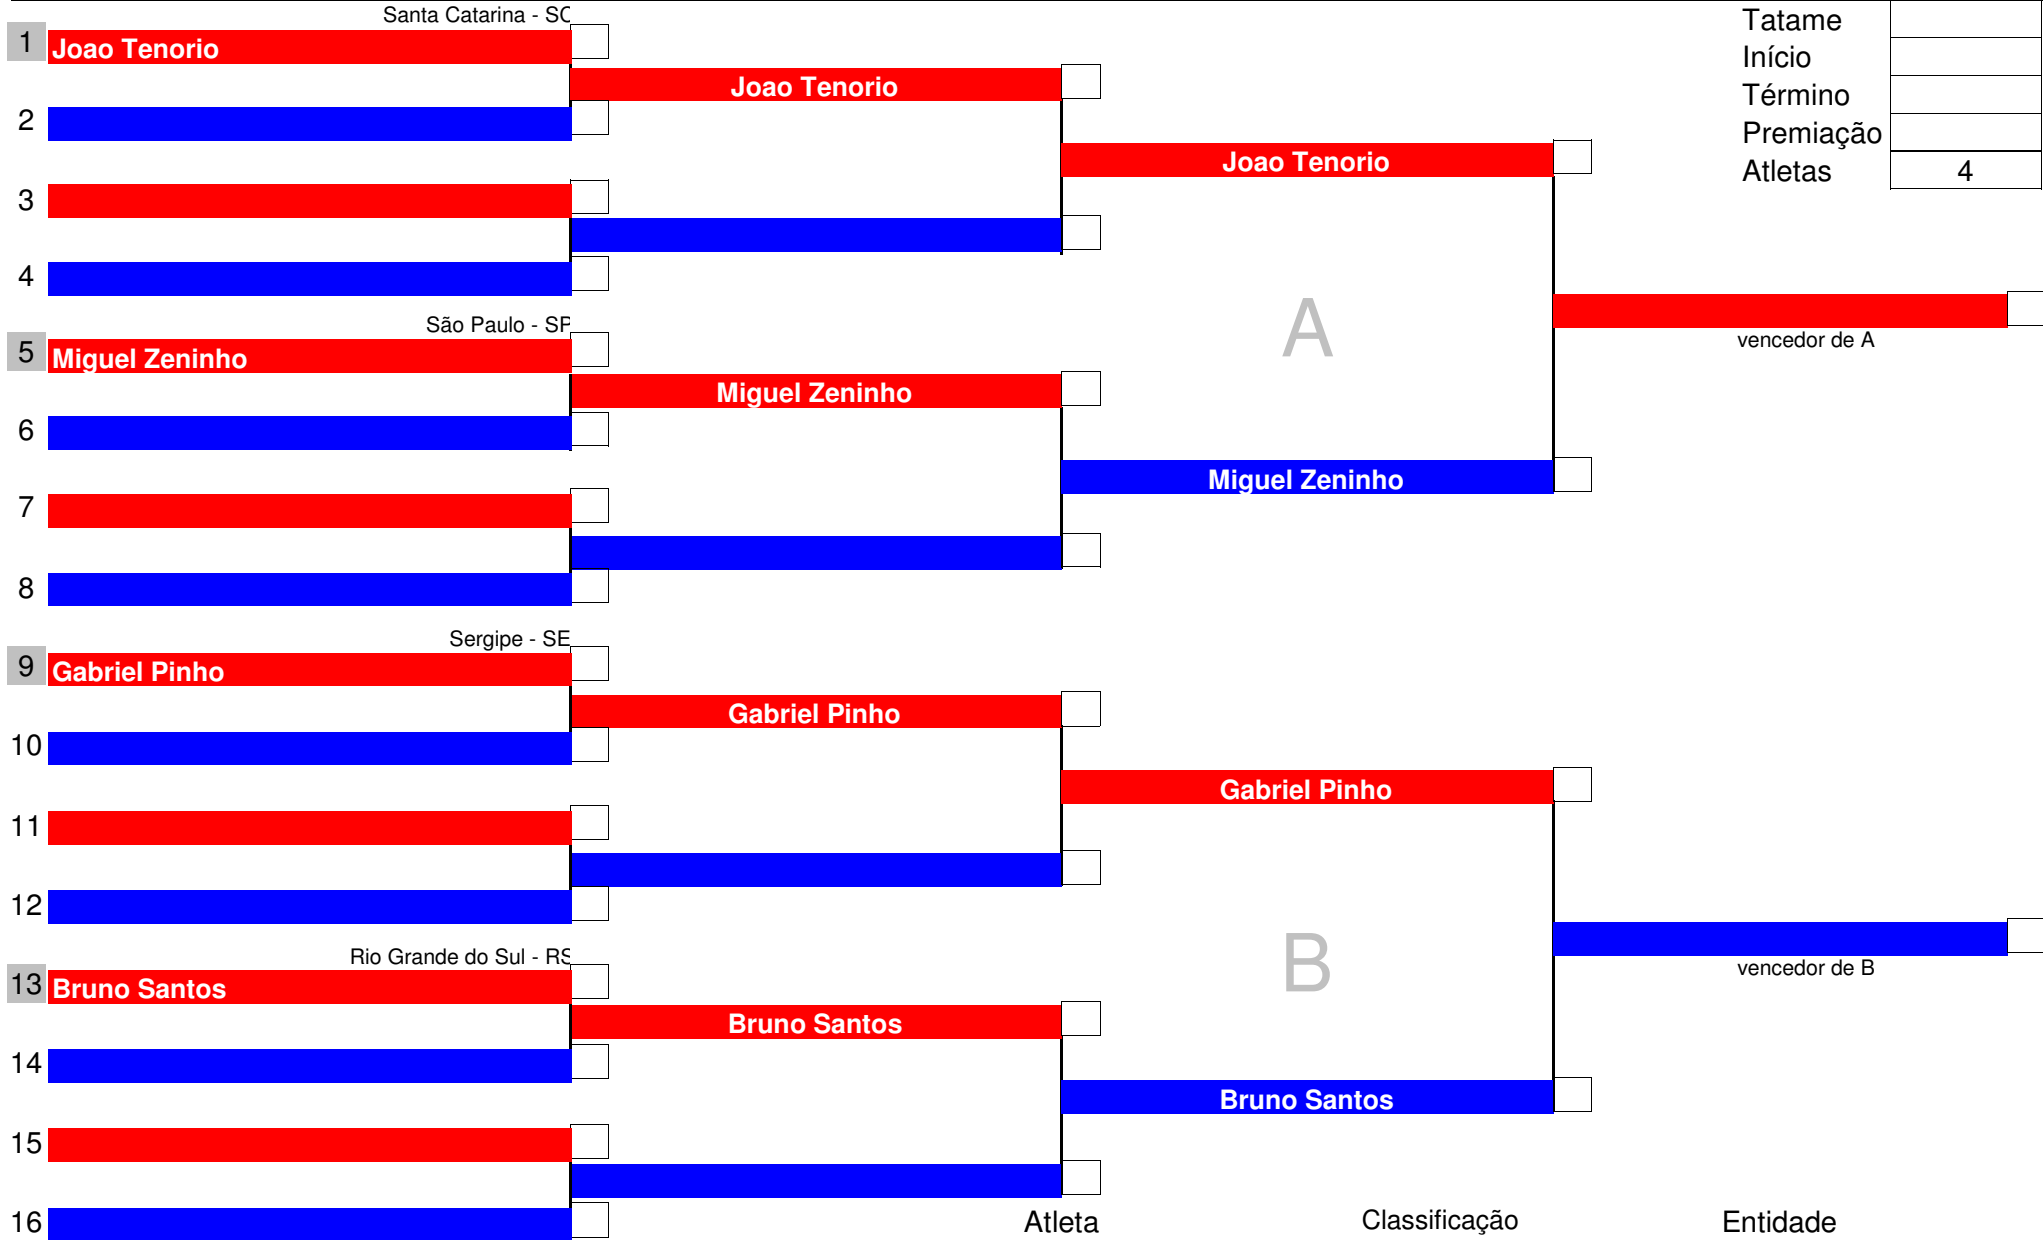 Santa Catarina - SC
1 Joao Tenorio
Joao Tenorio
2
Joao Tenorio
3
4
São Paulo - SP
5 Miguel Zeninho
Miguel Zeninho
6
Miguel Zeninho
7
8
A
vencedor de A
Sergipe - SE
9 Gabriel Pinho
Gabriel Pinho
10
Gabriel Pinho
11
12
Rio Grande do Sul - RS
13 Bruno Santos
Bruno Santos
14
Bruno Santos
15
16
B
vencedor de B
Tatame
Início
Término
Premiação
Atletas 4
Atleta Classificação Entidade